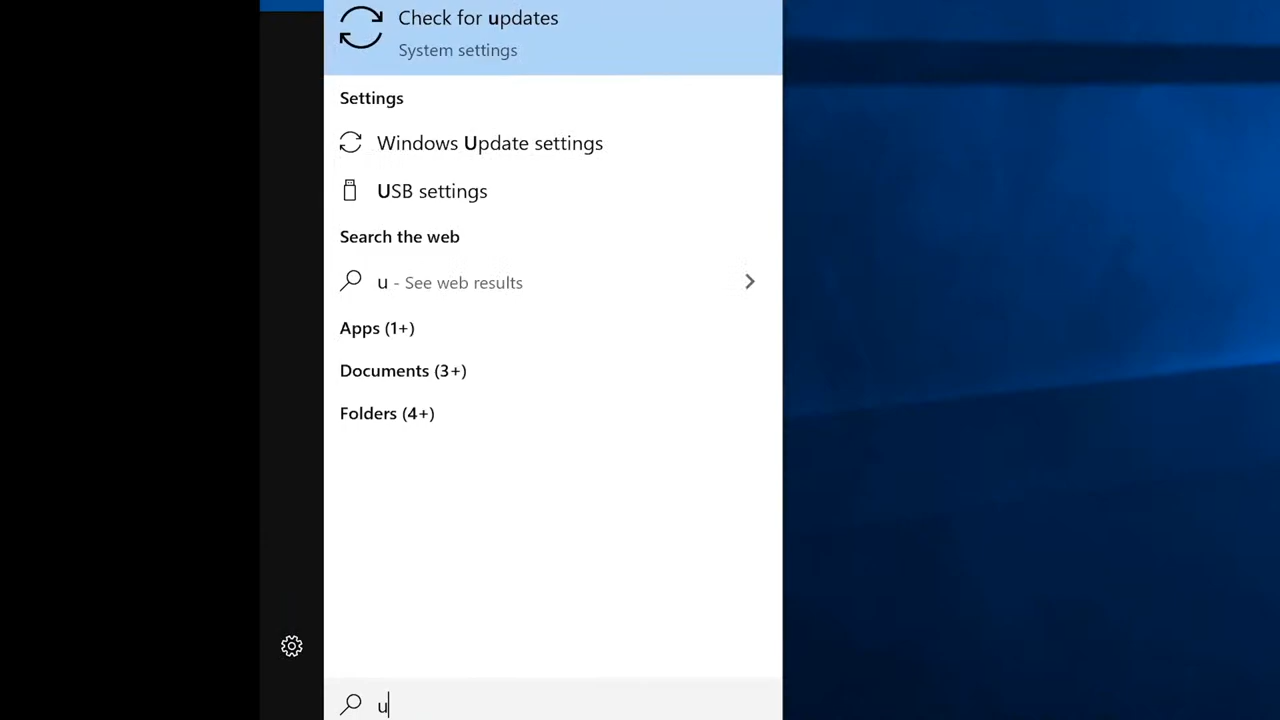 Check for updates
System settings
Settings
Windows Update settings
USB settings
Search the web
u - See web results
Apps (1+)
Documents (3+)
Folders (4+)
u